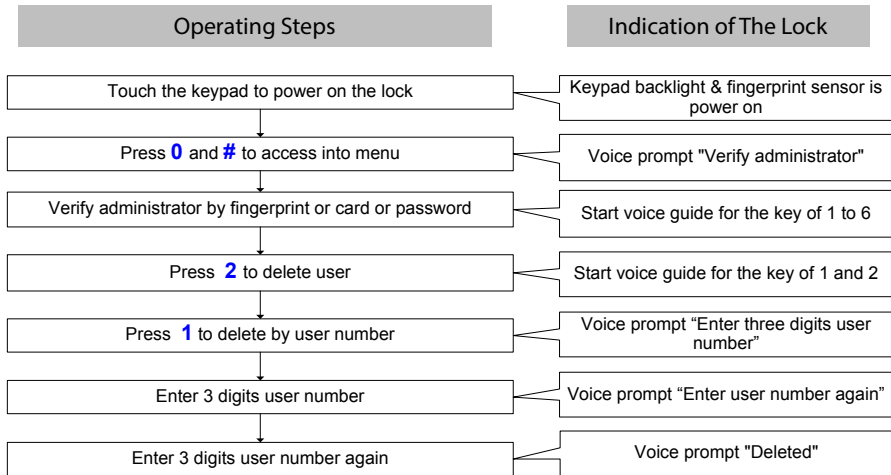 Operating Steps
Indication of The Lock
Touch the keypad to power on the lock
Keypad backlight & fingerprint sensor is
power on
Press 0 and # to access into menu
Voice prompt "Verify administrator"
Verify administrator by fingerprint or card or password
Start voice guide for the key of 1 to 6
Press 2 to delete user
Start voice guide for the key of 1 and 2
Press 1 to delete by user number
Voice prompt “Enter three digits user
number”
Enter 3 digits user number
Voice prompt “Enter user number again”
Enter 3 digits user number again
Voice prompt "Deleted"